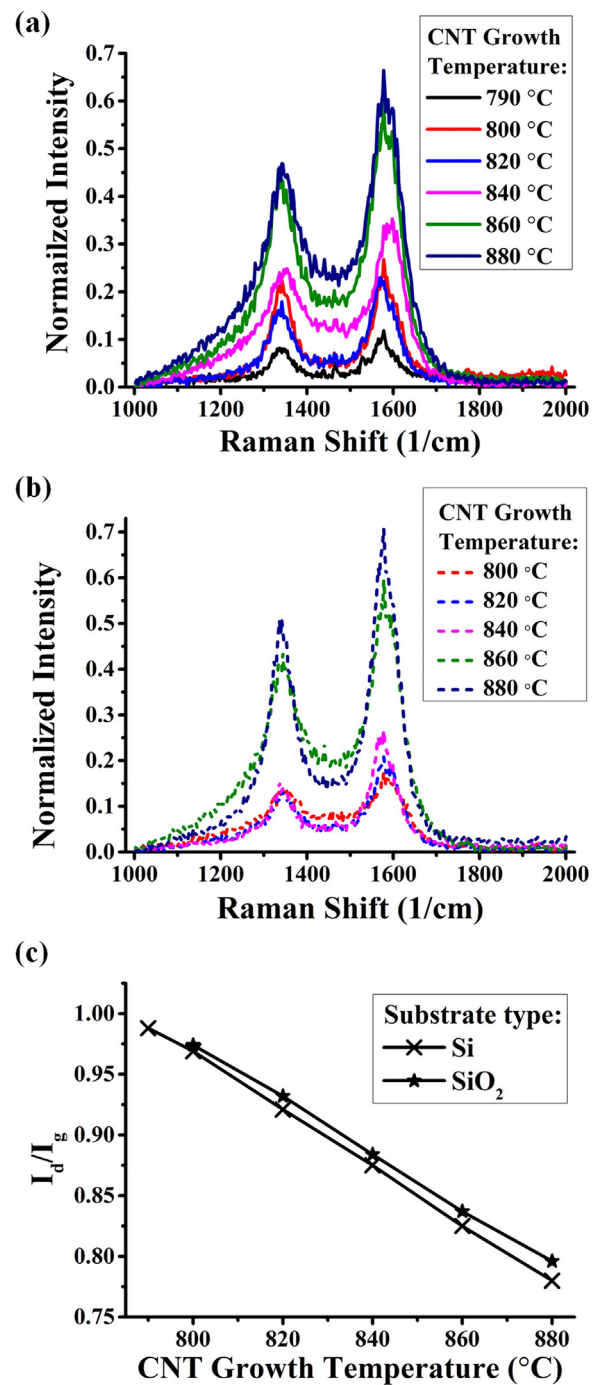 (a)
CNT Growth
Temperature:
790 °C
800 °C
820 °C
840 °C
860 °C
880 °C
Normailzed Intensity
0.7
0.6
0.5
0.4
0.3
0.2
0.1
0.0
1000 1200 1400 1600 1800 2000
Raman Shift (1/cm)
(b)
CNT Growth
Temperature:
800 °C
820 °C
840 °C
860 °C
880 °C
Normalized Intensity
0.7
0.6
0.5
0.4
0.3
0.2
0.1
0.0
1000 1200 1400 1600 1800 2000
Raman Shift (1/cm)
(c)
Substrate type:
Si
SiO₂
I_d/I_g
1.00
0.95
0.90
0.85
0.80
0.75
800 820 840 860 880
CNT Growth Temperature (°C)